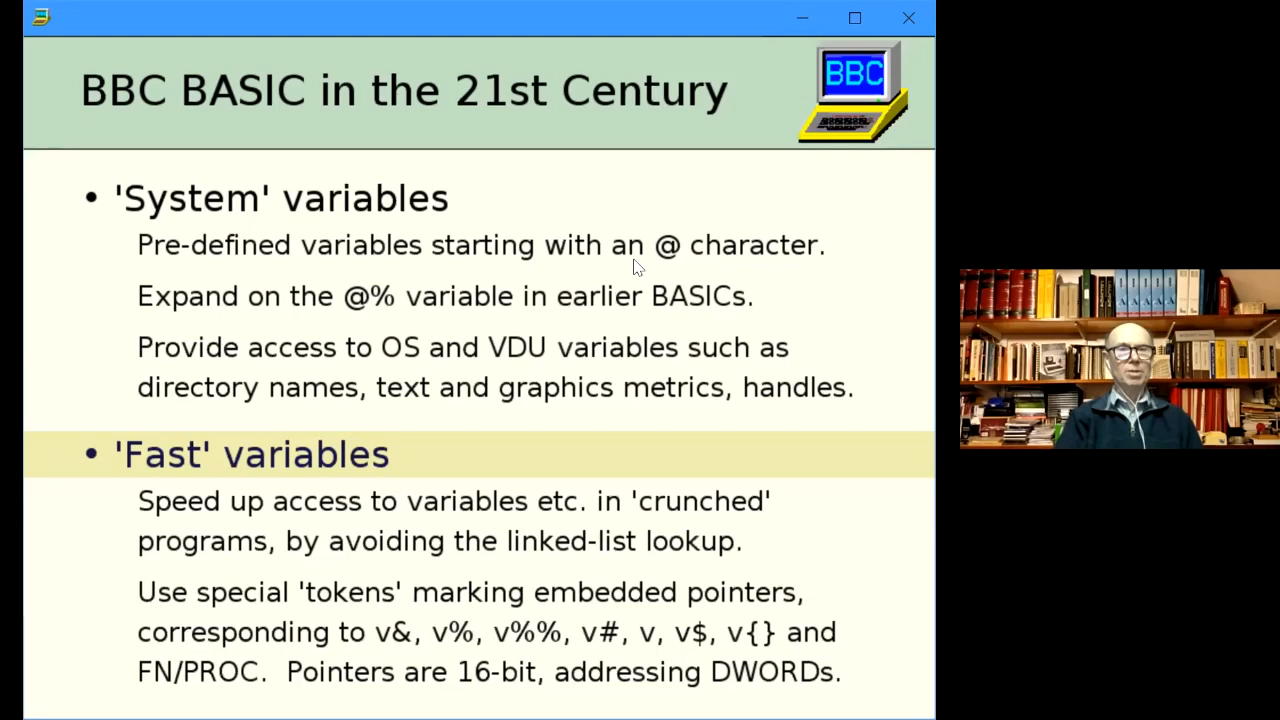 BBC BASIC in the 21st Century
BBC
• 'System' variables
Pre-defined variables starting with an @ character.
Expand on the @% variable in earlier BASICs.
Provide access to OS and VDU variables such as
directory names, text and graphics metrics, handles.
• 'Fast' variables
Speed up access to variables etc. in 'crunched'
programs, by avoiding the linked-list lookup.
Use special 'tokens' marking embedded pointers,
corresponding to v&, v%, v%%, v#, v, v$, v{} and
FN/PROC.  Pointers are 16-bit, addressing DWORDs.